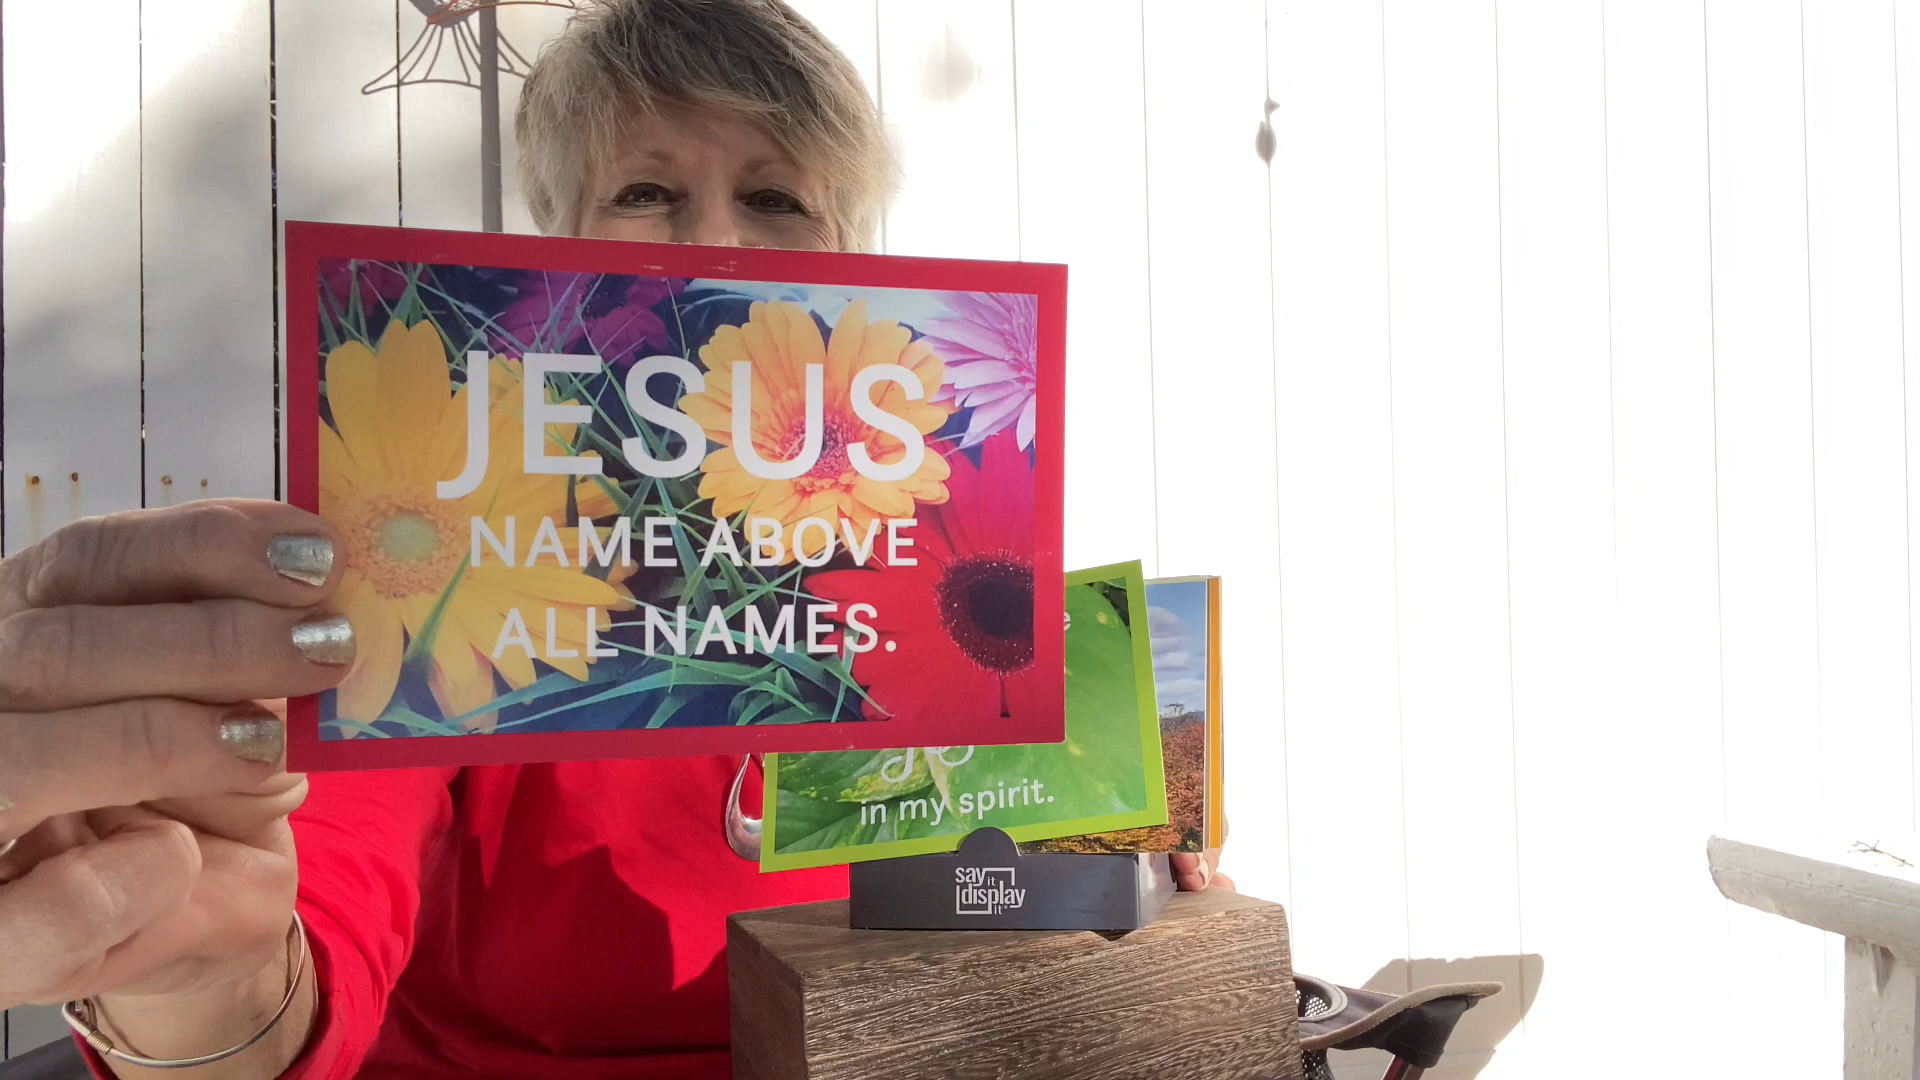 JESUS
NAME ABOVE
ALL NAMES.
in my spirit.
say it
display
it